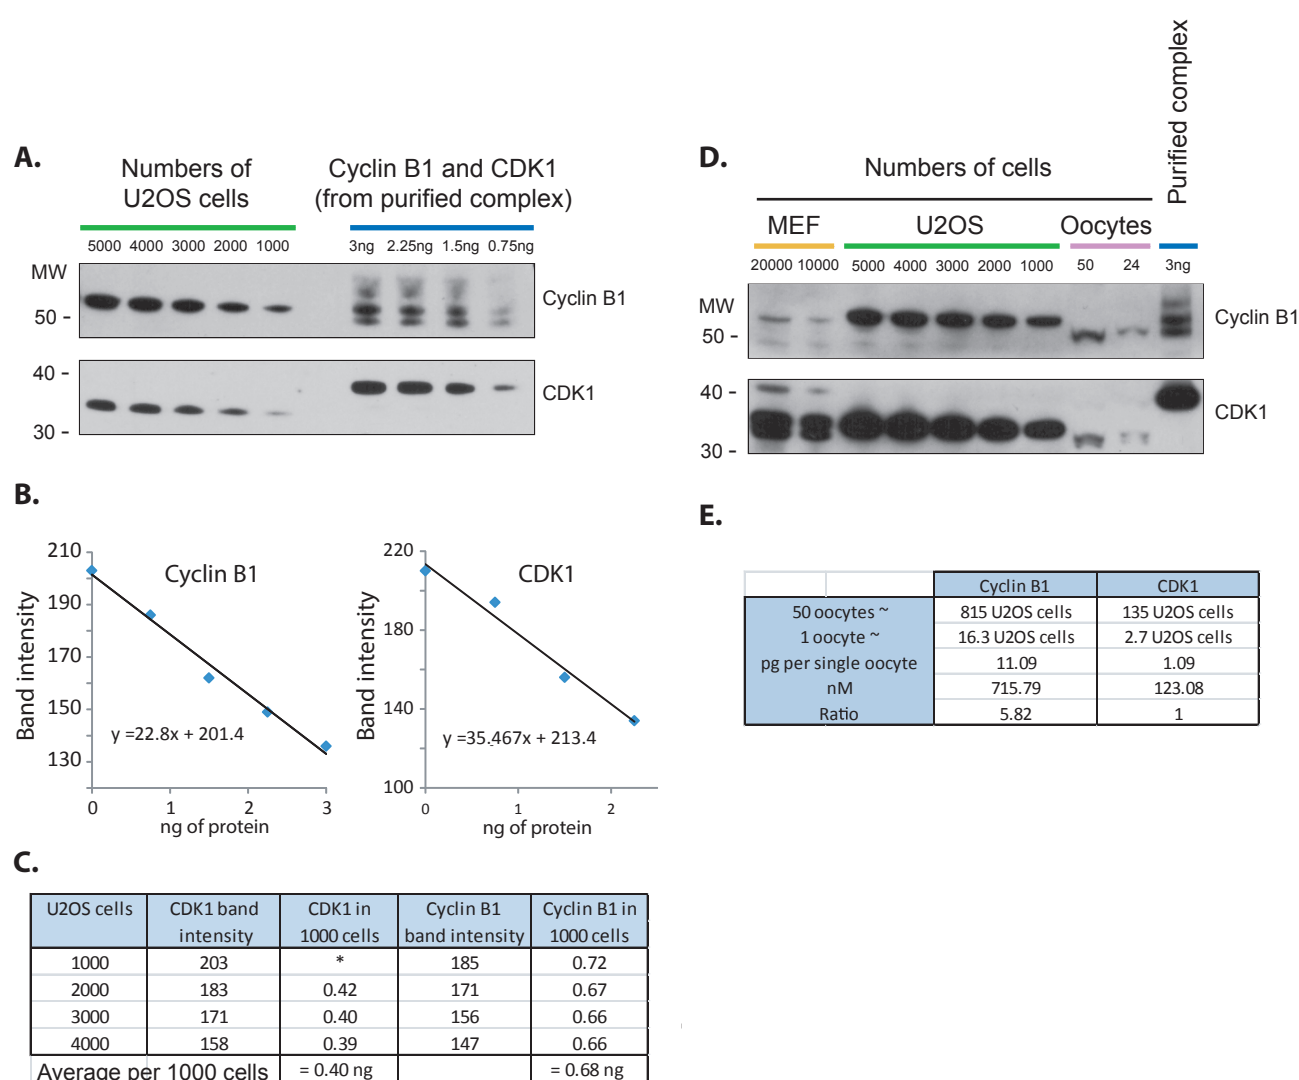 A.
Numbers of
U2OS cells
Cyclin B1 and CDK1
(from purified complex)
5000 4000 3000 2000 1000
3ng 2.25ng 1.5ng 0.75ng
MW
50 -
Cyclin B1
40 -
30 -
CDK1
B.
Cyclin B1
Band intensity
210
190
170
150
130
y =22.8x + 201.4
0 1 2 3
ng of protein
CDK1
Band intensity
220
180
140
100
y =35.467x + 213.4
0 1 2
ng of protein
C.
U2OS cells CDK1 band intensity CDK1 in 1000 cells Cyclin B1 band intensity Cyclin B1 in 1000 cells
1000 203 * 185 0.72
2000 183 0.42 171 0.67
3000 171 0.40 156 0.66
4000 158 0.39 147 0.66
Average per 1000 cells = 0.40 ng = 0.68 ng
D.
Numbers of cells
Purified complex
MEF U2OS Oocytes
20000 10000 5000 4000 3000 2000 1000 50 24 3ng
MW
50 -
Cyclin B1
40 -
30 -
CDK1
E.
Cyclin B1 CDK1
50 oocytes ~ 815 U2OS cells 135 U2OS cells
1 oocyte ~ 16.3 U2OS cells 2.7 U2OS cells
pg per single oocyte 11.09 1.09
nM 715.79 123.08
Ratio 5.82 1